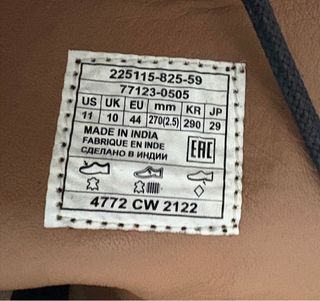 225115-825-59
77123-0505
US UK EU mm KR JP
11 10 44 270(2.5) 290 29
MADE IN INDIA
FABRIQUE EN INDE
СДЕЛАНО В ИНДИИ
EAC
4772 CW 2122